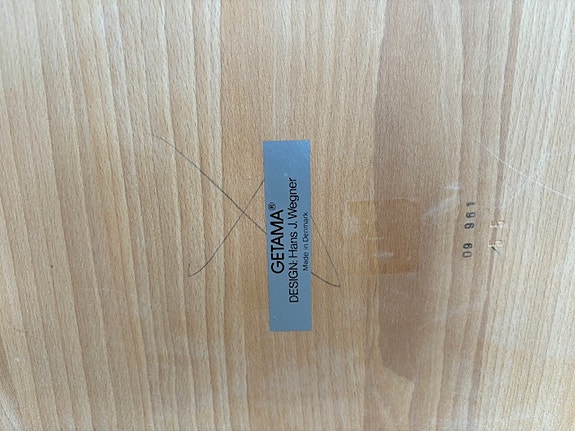 GETAMA®
DESIGN: Hans J. Wegner
Made in Denmark
09 961